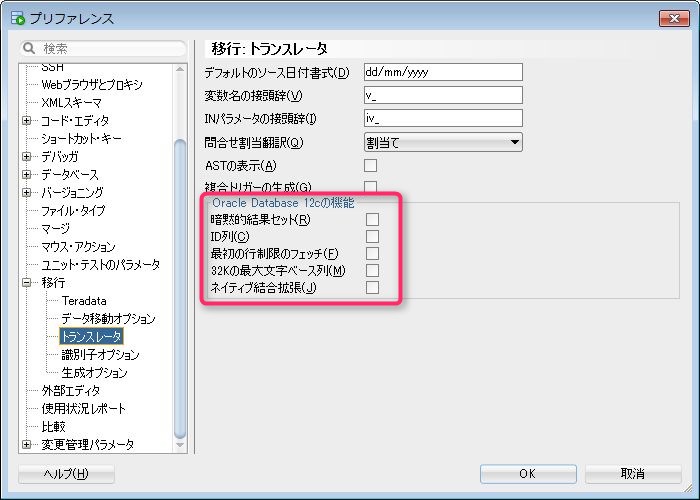 プリファレンス
検索
移行: トランスレータ
SSH
Webブラウザとプロキシ
XMLスキーマ
コード・エディタ
ショートカット・キー
デバッガ
データベース
バージョニング
ファイル・タイプ
マージ
マウス・アクション
ユニット・テストのパラメータ
移行
Teradata
データ移動オプション
トランスレータ
識別子オプション
生成オプション
外部エディタ
使用状況レポート
比較
変更管理パラメータ
デフォルトのソース日付書式(D) dd/mm/yyyy
変数名の接頭辞(V) v_
INパラメータの接頭辞(I) iv_
問合せ割当翻訳(Q) 割当て
ASTの表示(A)
複合トリガーの生成(G)
Oracle Database 12cの機能
暗黙的結果セット(R)
ID列(C)
最初の行制限のフェッチ(F)
32Kの最大文字ベース列(M)
ネイティブ結合拡張(J)
ヘルプ(H)
OK
取消